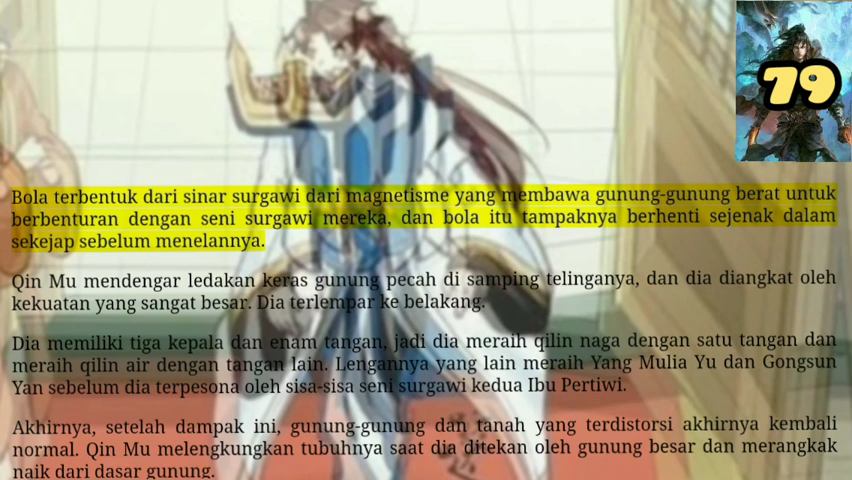 79
Bola terbentuk dari sinar surgawi dari magnetisme yang membawa gunung-gunung berat untuk
berbenturan dengan seni surgawi mereka, dan bola itu tampaknya berhenti sejenak dalam
sekejap sebelum menelannya.
Qin Mu mendengar ledakan keras gunung pecah di samping telinganya, dan dia diangkat oleh
kekuatan yang sangat besar. Dia terlempar ke belakang.
Dia memiliki tiga kepala dan enam tangan, jadi dia meraih qilin naga dengan satu tangan dan
meraih qilin air dengan tangan lain. Lengannya yang lain meraih Yang Mulia Yu dan Gongsun
Yan sebelum dia terpesona oleh sisa-sisa seni surgawi kedua Ibu Pertiwi.
Akhirnya, setelah dampak ini, gunung-gunung dan tanah yang terdistorsi akhirnya kembali
normal. Qin Mu melengkungkan tubuhnya saat dia ditekan oleh gunung besar dan merangkak
naik dari dasar gunung.